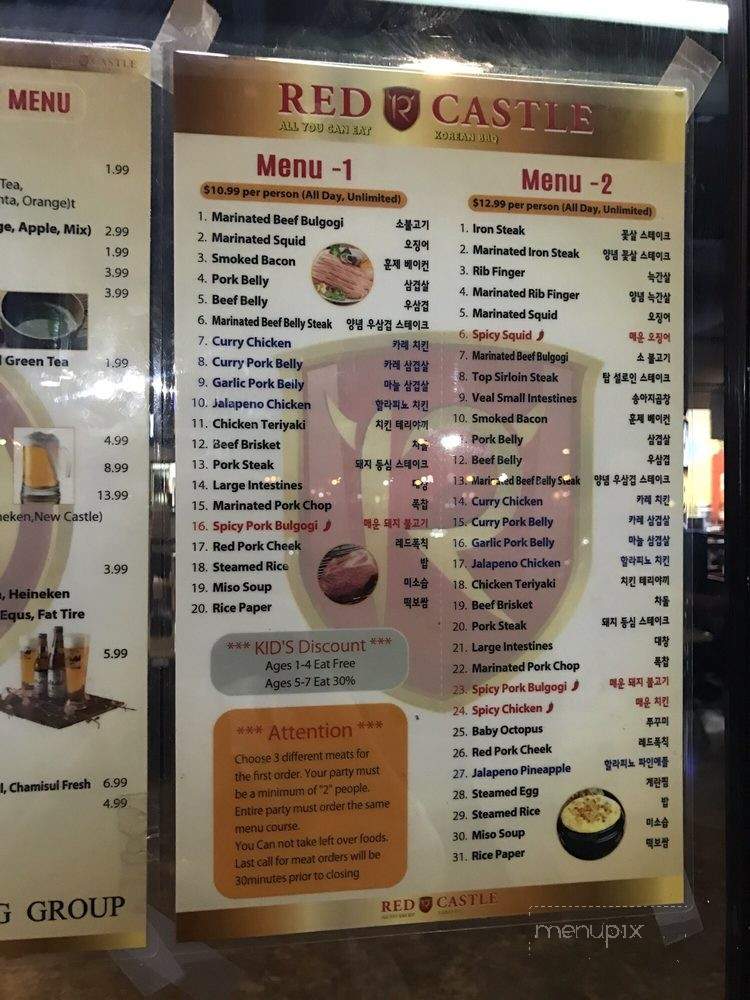 MENU
1.99
Tea,
nta, Orange)t
ge, Apple, Mix) 2.99
1.99
3.99
3.99
Green Tea 1.99
4.99
8.99
13.99
neken,New Castle)
3.99
, Heineken
Equs, Fat Tire
5.99
l, Chamisul Fresh 6.99
4.99
G GROUP
RED CASTLE
ALL YOU CAN EAT KOREAN BBQ
Menu -1
$10.99 per person (All Day, Unlimited)
1. Marinated Beef Bulgogi 소불고기
2. Marinated Squid 오징어
3. Smoked Bacon 훈제 베이컨
4. Pork Belly 삼겹살
5. Beef Belly 우삼겹
6. Marinated Beef Belly Steak 양념 우삼겹 스테이크
7. Curry Chicken 카레 치킨
8. Curry Pork Belly 카레 삼겹살
9. Garlic Pork Belly 마늘 삼겹살
10. Jalapeno Chicken 할라피노 치킨
11. Chicken Teriyaki 치킨 테리야끼
12. Beef Brisket
13. Pork Steak 돼지 등심 스테이크
14. Large Intestines
15. Marinated Pork Chop 폭찹
16. Spicy Pork Bulgogi 매운 돼지 불고기
17. Red Pork Cheek 레드폭칙
18. Steamed Rice 밥
19. Miso Soup 미소슾
20. Rice Paper 떡보쌈
*** KID'S Discount ***
Ages 1-4 Eat Free
Ages 5-7 Eat 30%
*** Attention ***
Choose 3 different meats for
the first order. Your party must
be a minimum of "2" people.
Entire party must order the same
menu course.
You Can not take left over foods.
Last call for meat orders will be
30minutes prior to closing
Menu -2
$12.99 per person (All Day, Unlimited)
1. Iron Steak 꽃살 스테이크
2. Marinated Iron Steak 양념 꽃살 스테이크
3. Rib Finger 늑간살
4. Marinated Rib Finger 양념 늑간살
5. Marinated Squid 오징어
6. Spicy Squid 매운 오징어
7. Marinated Beef Bulgogi 소 불고기
8. Top Sirloin Steak 탑 설로인 스테이크
9. Veal Small Intestines 송아지곱창
10. Smoked Bacon 훈제 베이컨
11. Pork Belly 삼겹살
12. Beef Belly 우삼겹
13. Marinated Beef Belly Steak 양념 우삼겹 스테이크
14. Curry Chicken 카레 치킨
15. Curry Pork Belly 카레 삼겹살
16. Garlic Pork Belly 마늘 삼겹살
17. Jalapeno Chicken 할라피노 치킨
18. Chicken Teriyaki 치킨 테리야끼
19. Beef Brisket 차돌
20. Pork Steak 돼지 등심 스테이크
21. Large Intestines 대창
22. Marinated Pork Chop 폭찹
23. Spicy Pork Bulgogi 매운 돼지 불고기
24. Spicy Chicken 매운 치킨
25. Baby Octopus 쭈꾸미
26. Red Pork Cheek 레드폭칙
27. Jalapeno Pineapple 할라피노 파인애플
28. Steamed Egg 계란찜
29. Steamed Rice 밥
30. Miso Soup 미소슾
31. Rice Paper 떡보쌈
RED CASTLE
menupix